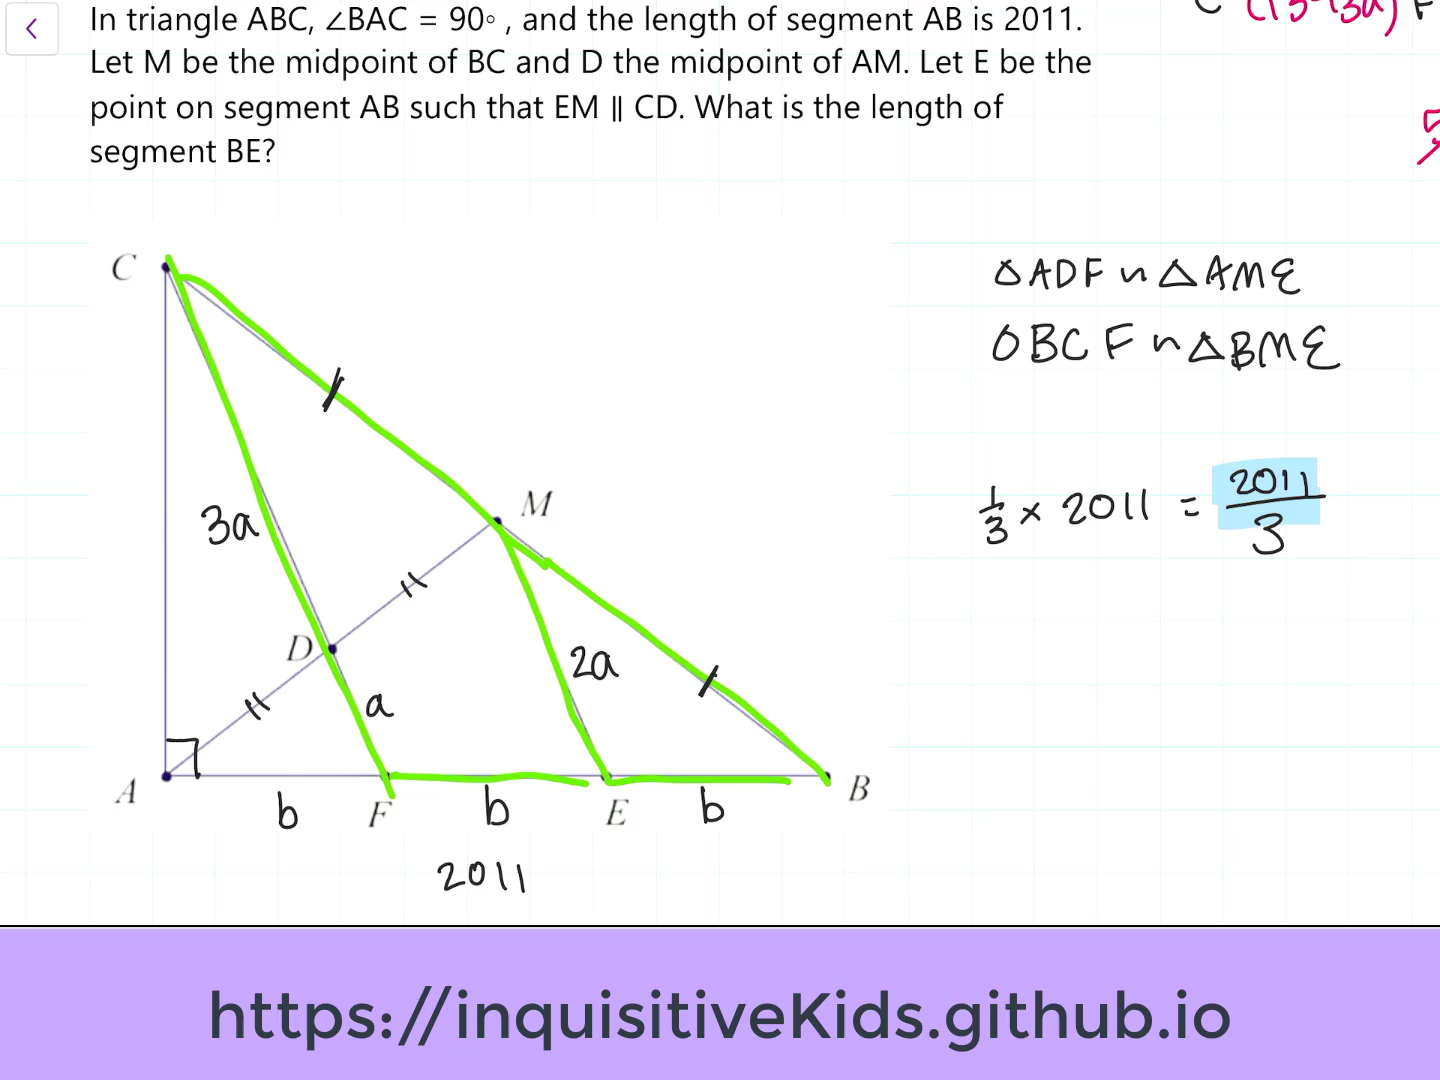 In triangle ABC, ∠BAC = 90∘ , and the length of segment AB is 2011.
Let M be the midpoint of BC and D the midpoint of AM. Let E be the
point on segment AB such that EM ∥ CD. What is the length of
segment BE?
C
△ADF ~ △AME
△BCF ~ △BME
3a
M
1/3 × 2011 = 2011/3
D
2a
a
A
b
F
b
E
b
B
2011
https://inquisitiveKids.github.io